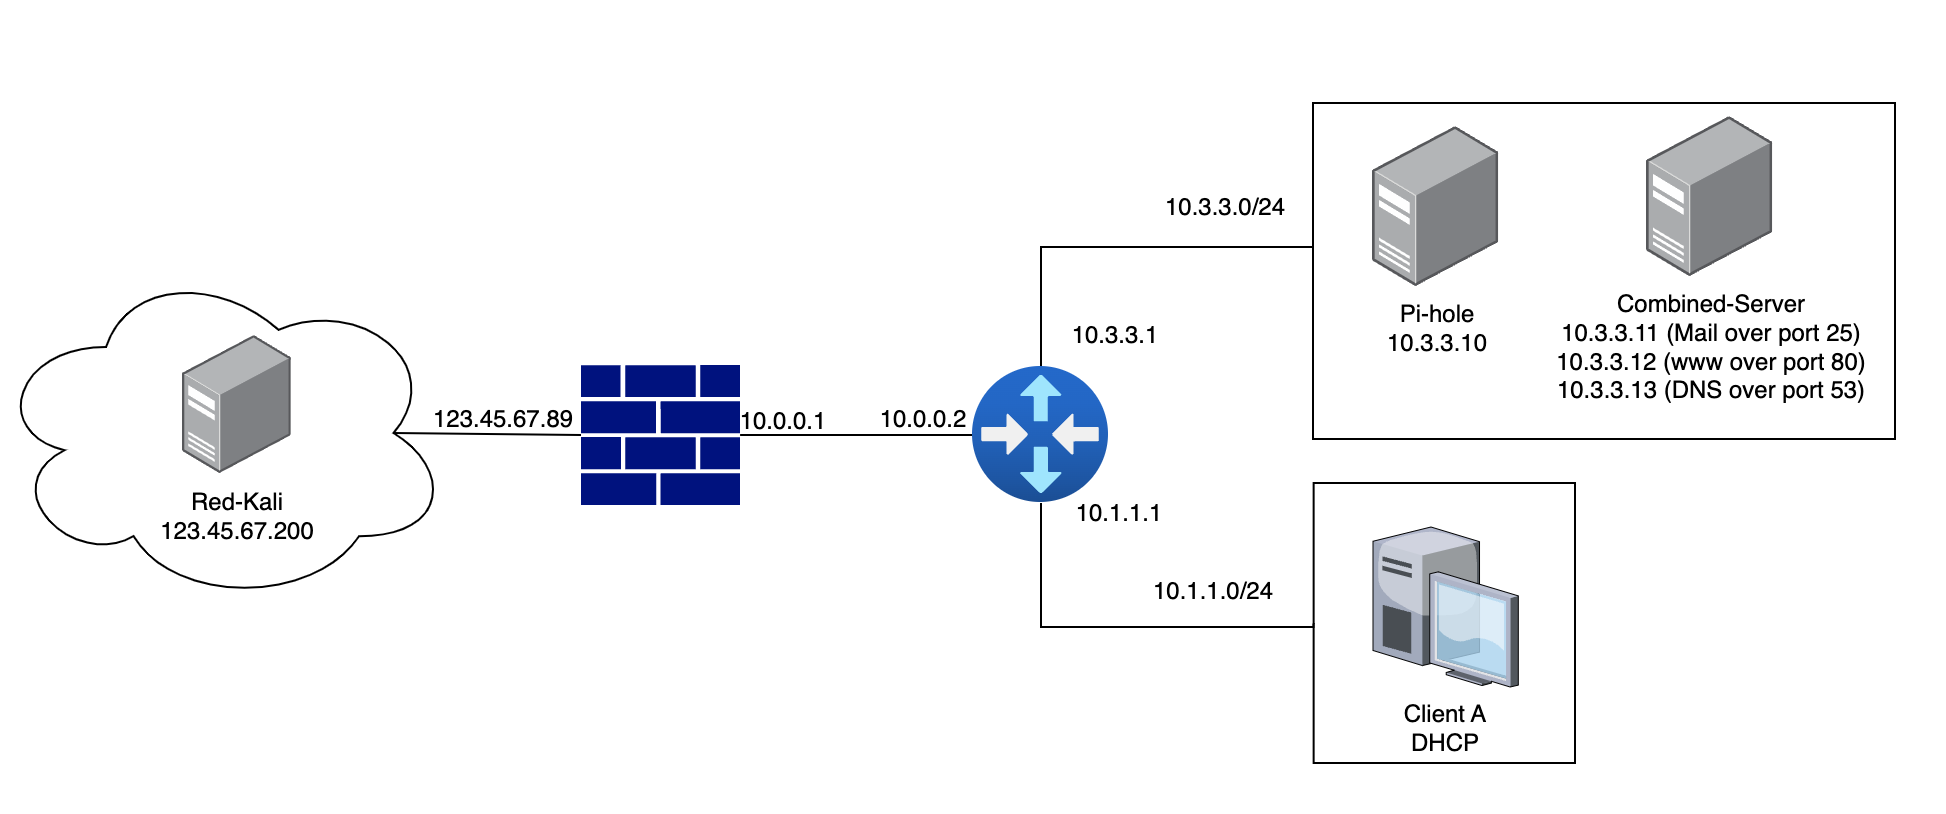 10.3.3.0/24
Pi-hole
10.3.3.10
Combined-Server
10.3.3.11 (Mail over port 25)
10.3.3.12 (www over port 80)
10.3.3.13 (DNS over port 53)
10.3.3.1
123.45.67.89
10.0.0.1
10.0.0.2
Red-Kali
123.45.67.200
10.1.1.1
10.1.1.0/24
Client A
DHCP